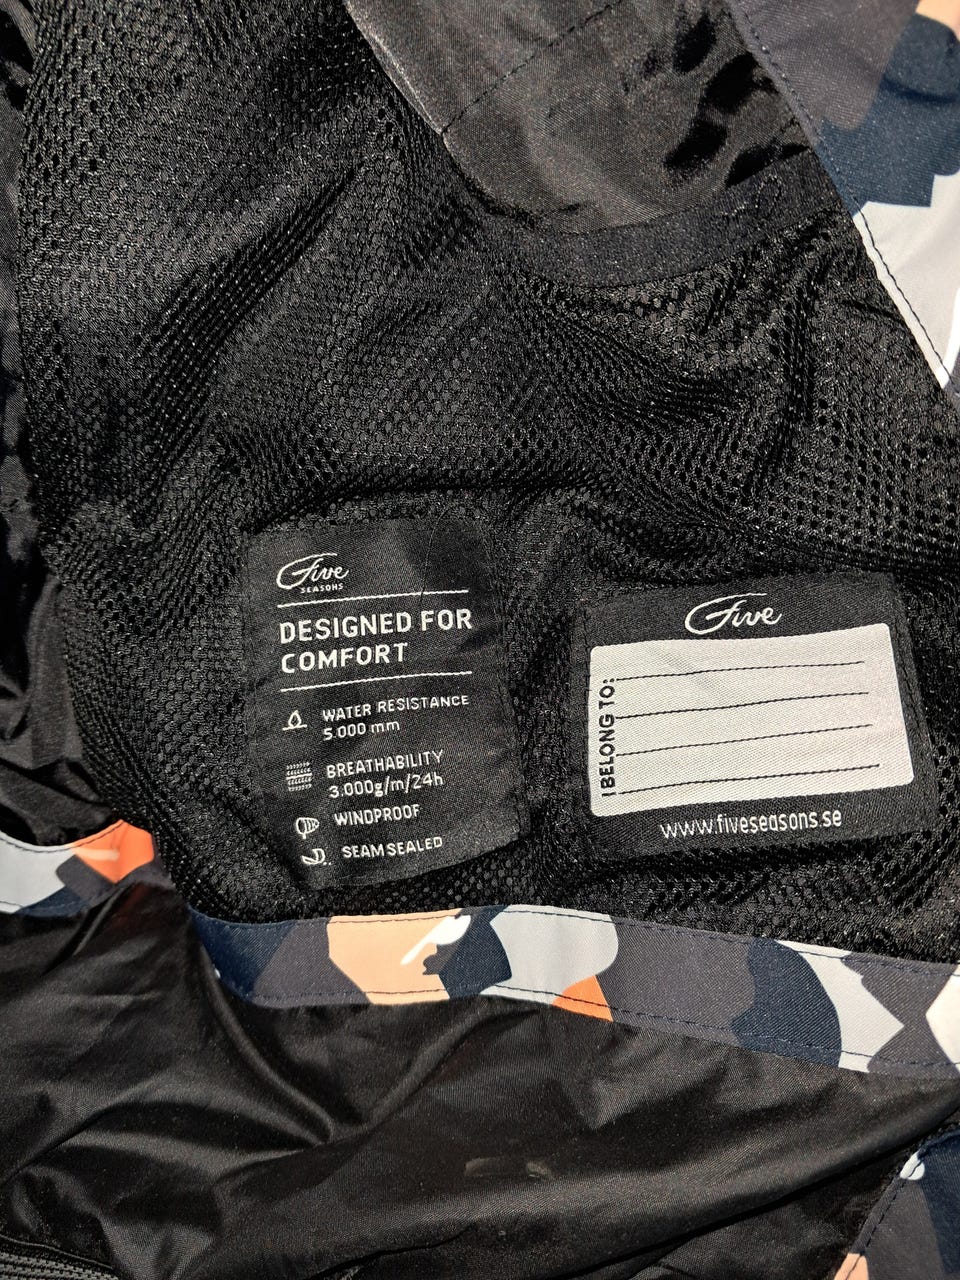 Five
SEASONS
DESIGNED FOR
COMFORT
WATER RESISTANCE
5.000 mm
BREATHABILITY
3.000g/m/24h
WINDPROOF
SEAM SEALED
Five
I BELONG TO:
www.fiveseasons.se